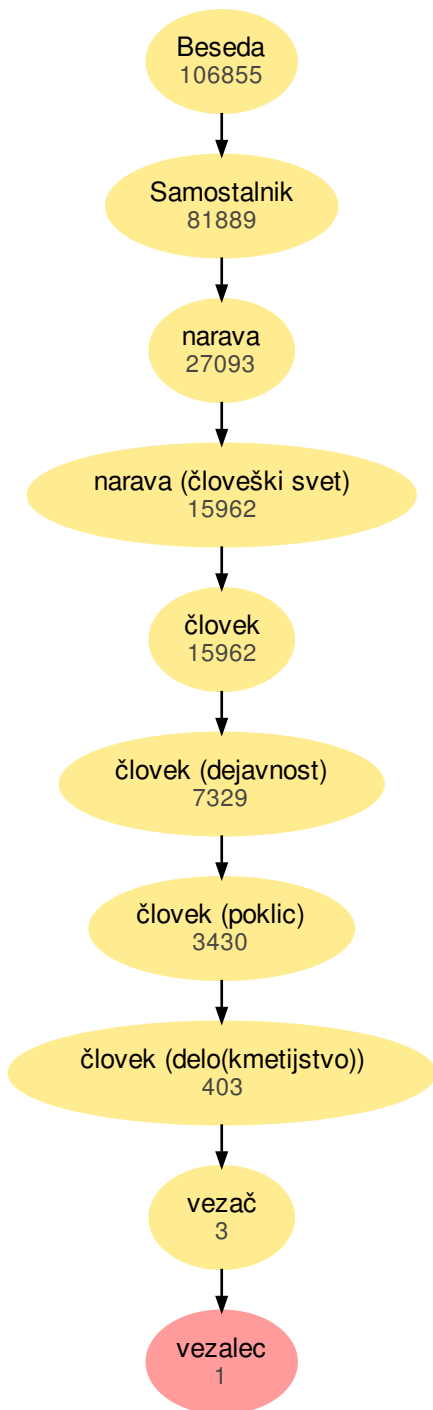 Beseda
106855
Samostalnik
81889
narava
27093
narava (človeški svet)
15962
človek
15962
človek (dejavnost)
7329
človek (poklic)
3430
človek (delo(kmetijstvo))
403
vezač
3
vezalec
1